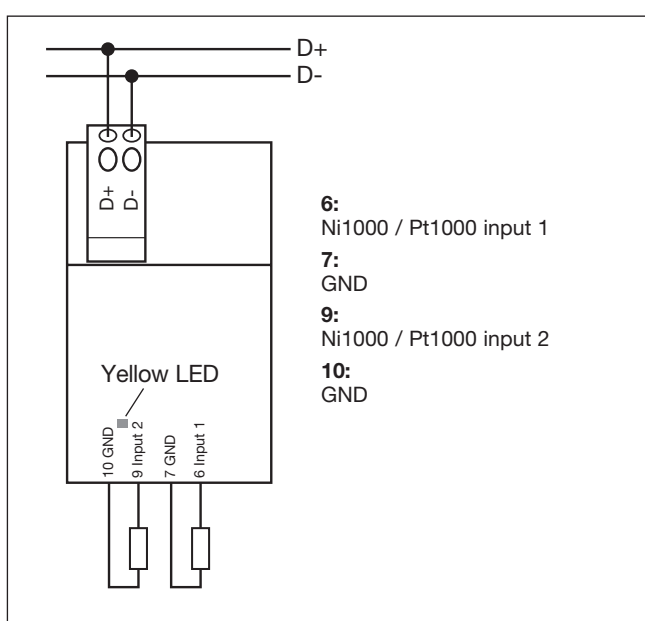 D+
D-
D+
D-
6:
Ni1000 / Pt1000 input 1
7:
GND
9:
Ni1000 / Pt1000 input 2
10:
GND
Yellow LED
10 GND
9 Input 2
7 GND
6 Input 1